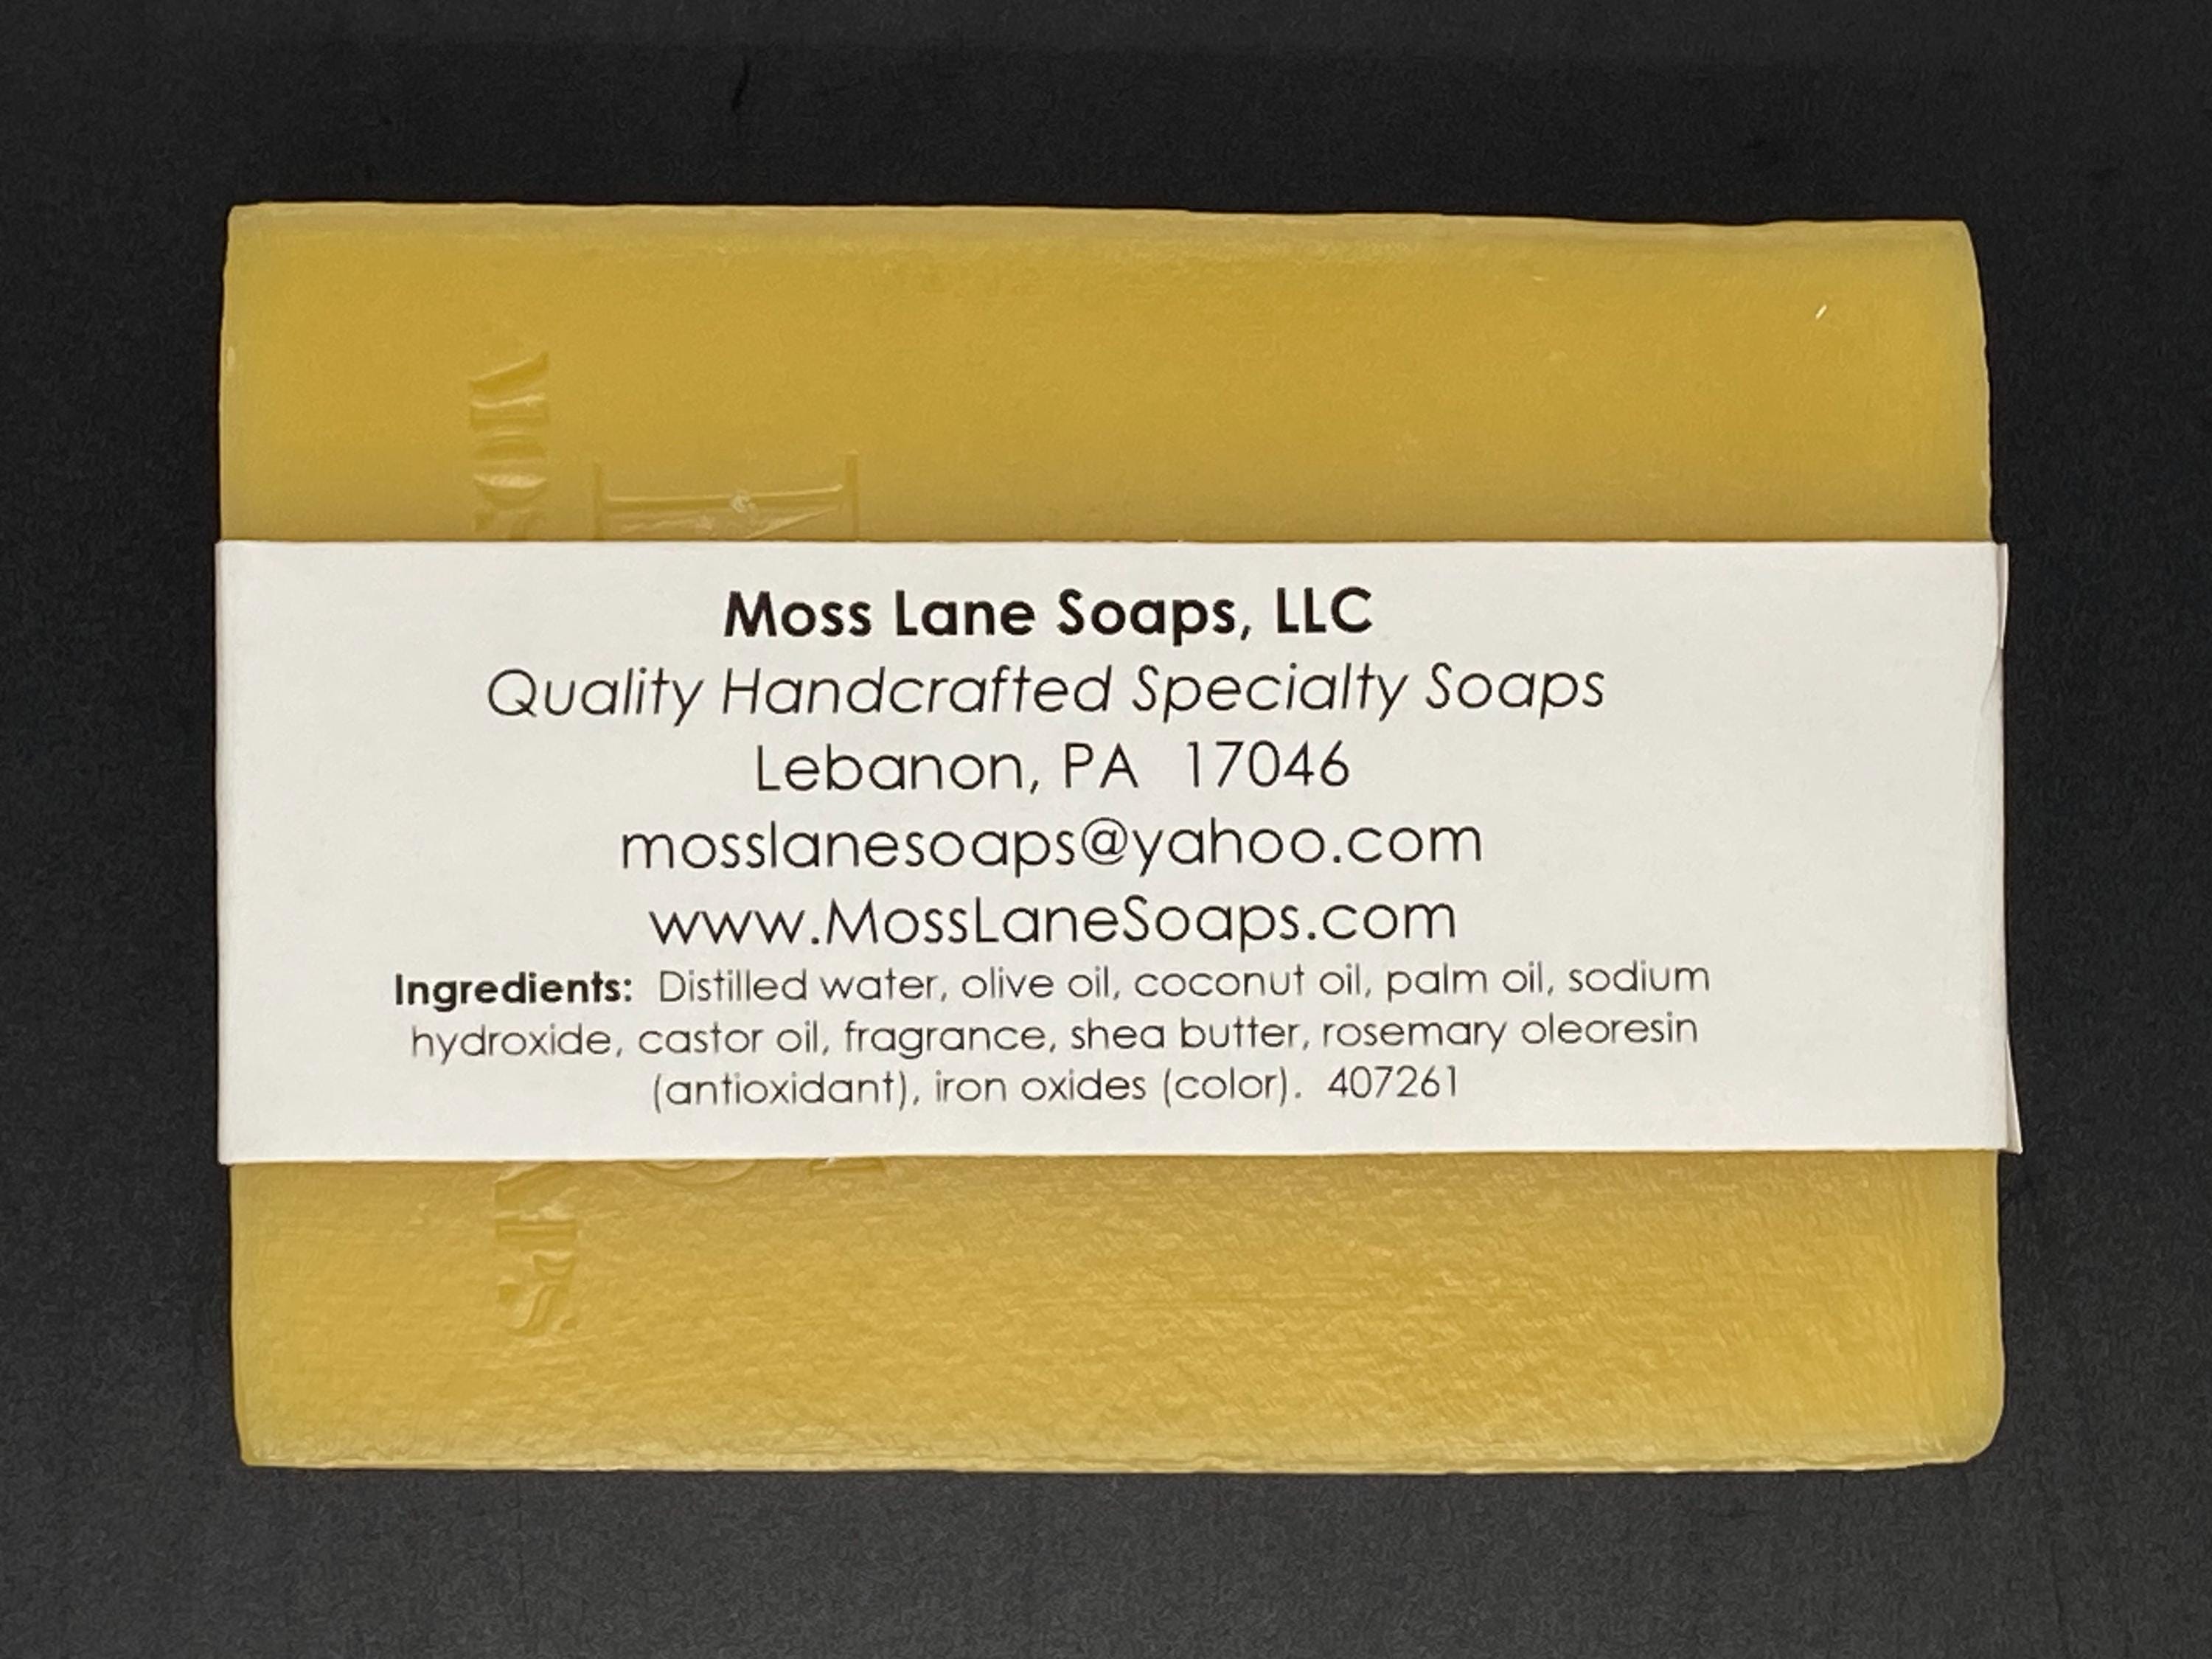 Moss Lane Soaps, LLC
Quality Handcrafted Specialty Soaps
Lebanon, PA  17046
mosslanesoaps@yahoo.com
www.MossLaneSoaps.com
Ingredients:  Distilled water, olive oil, coconut oil, palm oil, sodium
hydroxide, castor oil, fragrance, shea butter, rosemary oleoresin
(antioxidant), iron oxides (color).  407261